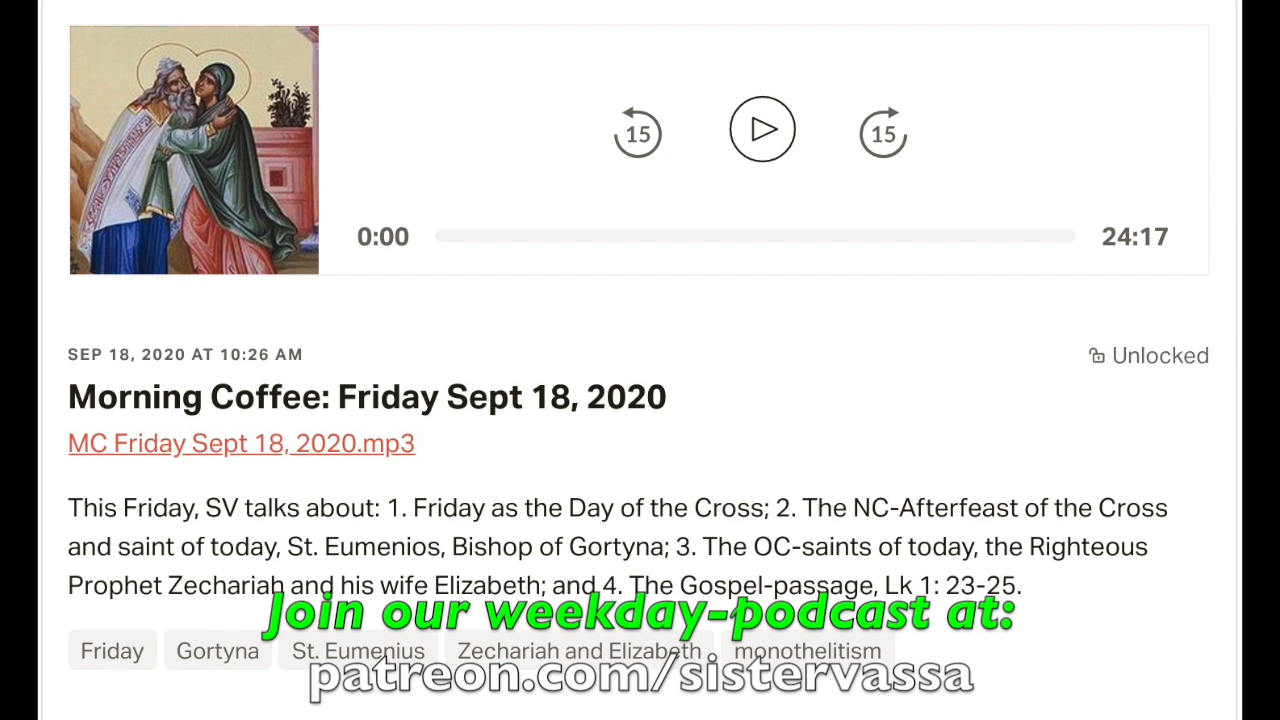 15
15
0:00
24:17
SEP 18, 2020 AT 10:26 AM
Unlocked
Morning Coffee: Friday Sept 18, 2020
MC Friday Sept 18, 2020.mp3
This Friday, SV talks about: 1. Friday as the Day of the Cross; 2. The NC-Afterfeast of the Cross
and saint of today, St. Eumenios, Bishop of Gortyna; 3. The OC-saints of today, the Righteous
Prophet Zechariah and his wife Elizabeth; and 4. The Gospel-passage, Lk 1: 23-25.
Join our weekday-podcast at:
Friday Gortyna St. Eumenius Zechariah and Elizabeth monothelitism
patreon.com/sistervassa